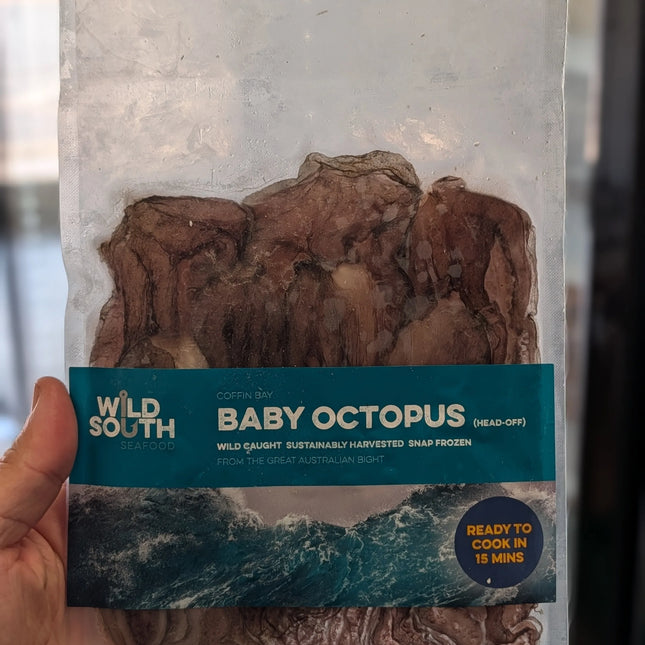 WILD
SOUTH
SEAFOOD
COFFIN BAY
BABY OCTOPUS (HEAD-OFF)
WILD CAUGHT SUSTAINABLY HARVESTED SNAP FROZEN
FROM THE GREAT AUSTRALIAN BIGHT
READY TO
COOK IN
15 MINS